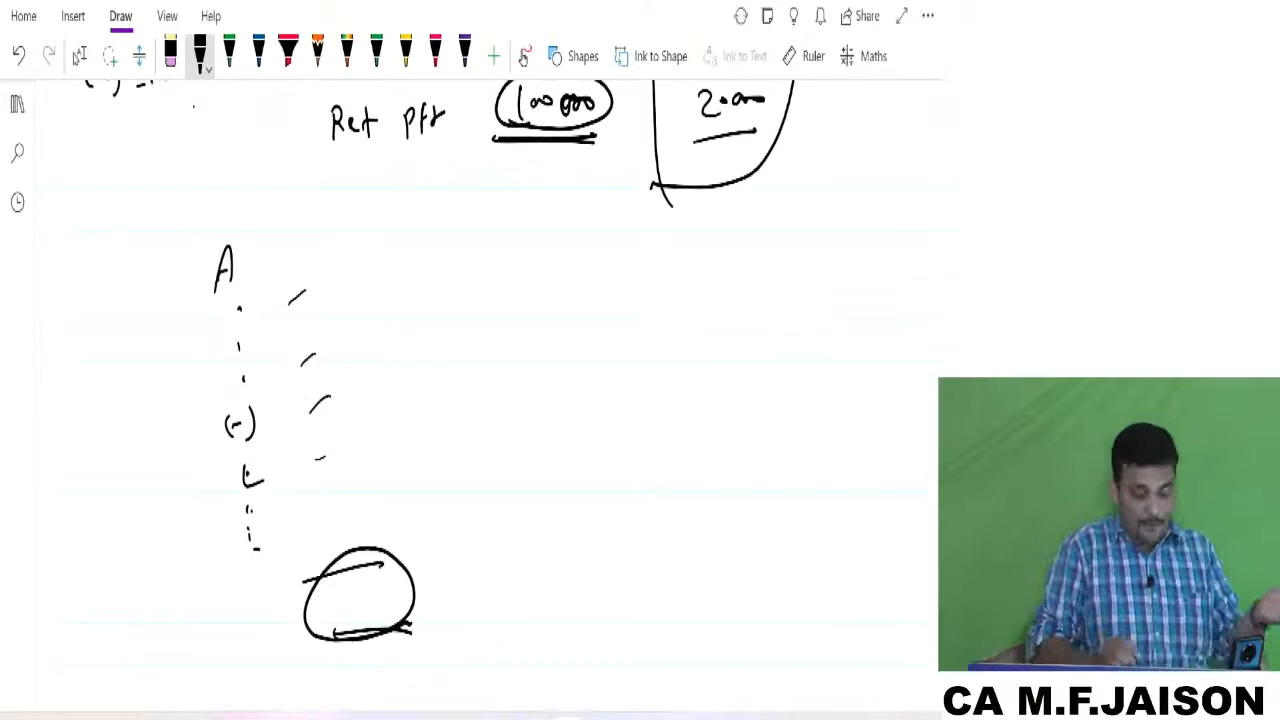 Home Insert Draw View Help Share
Shapes Ink to Shape Ink to Text Ruler Maths
Ret pft 100000 20000
A
(-)
L
CA M.F.JAISON